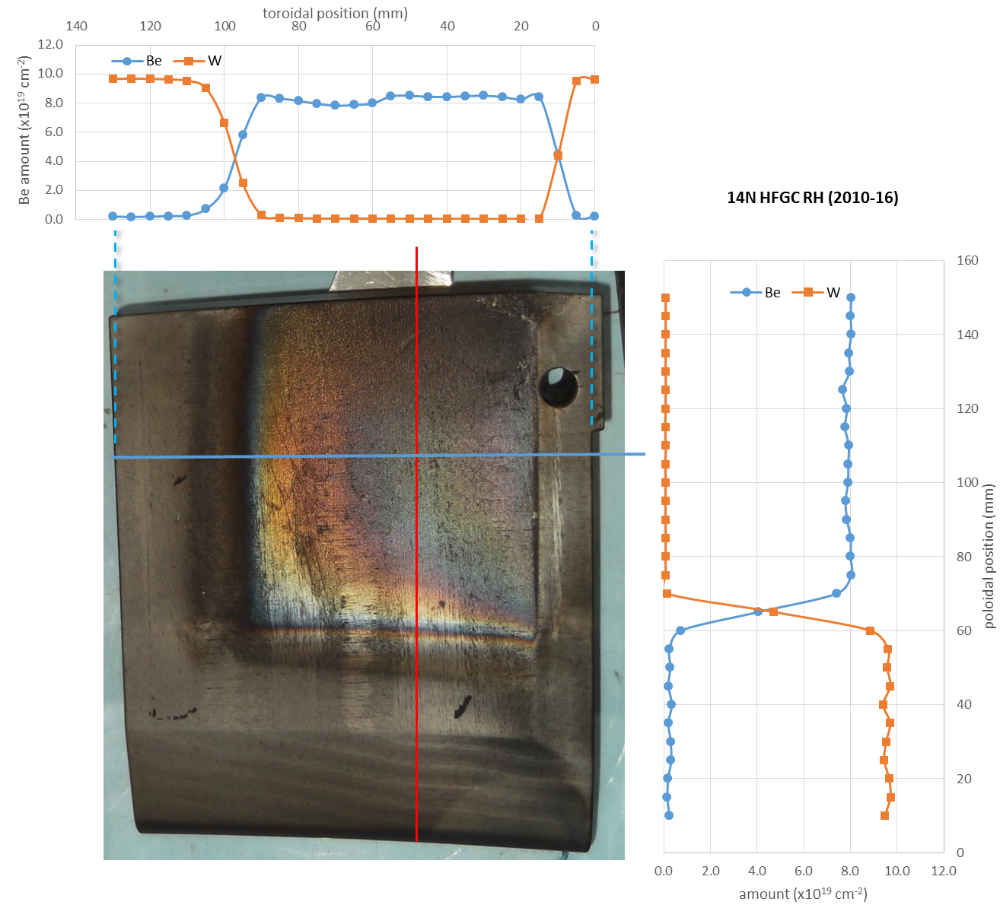 toroidal position (mm)
140 120 100 80 60 40 20 0
12.0
10.0
8.0
6.0
4.0
2.0
0.0
Be amount (x10¹⁹ cm⁻²)
Be W
14N HFGC RH (2010-16)
Be W
160
140
120
100
80
60
40
20
0
poloidal position (mm)
0.0 2.0 4.0 6.0 8.0 10.0 12.0
amount (x10¹⁹ cm⁻²)